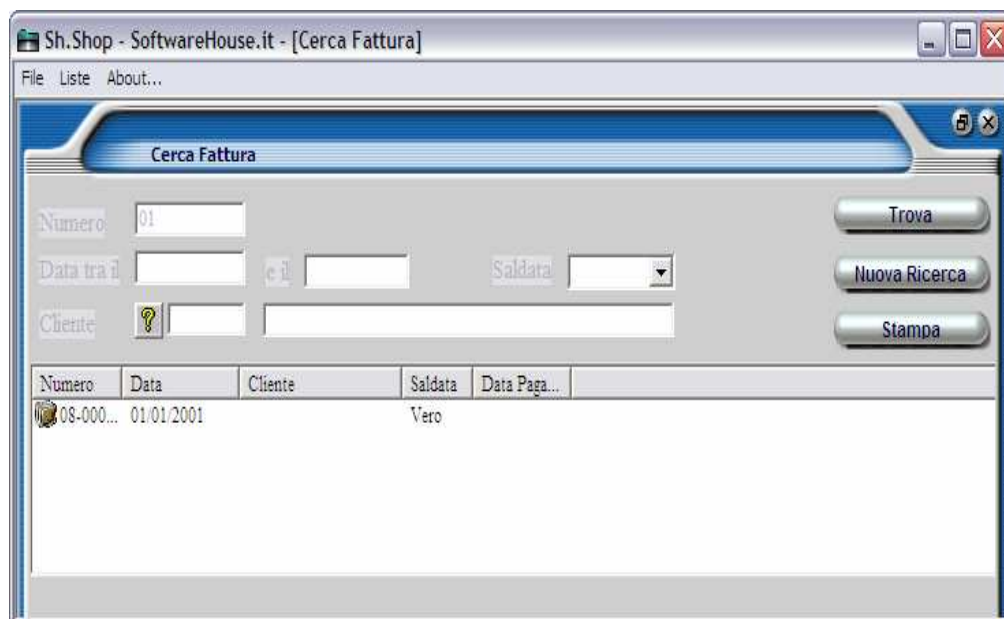 Sh.Shop - SoftwareHouse.it - [Cerca Fattura]
File Liste About...
Cerca Fattura
Numero 01
Trova
Data tra il e il Saldata
Nuova Ricerca
Cliente ?
Stampa
Numero Data Cliente Saldata Data Paga...
08-000... 01/01/2001 Vero